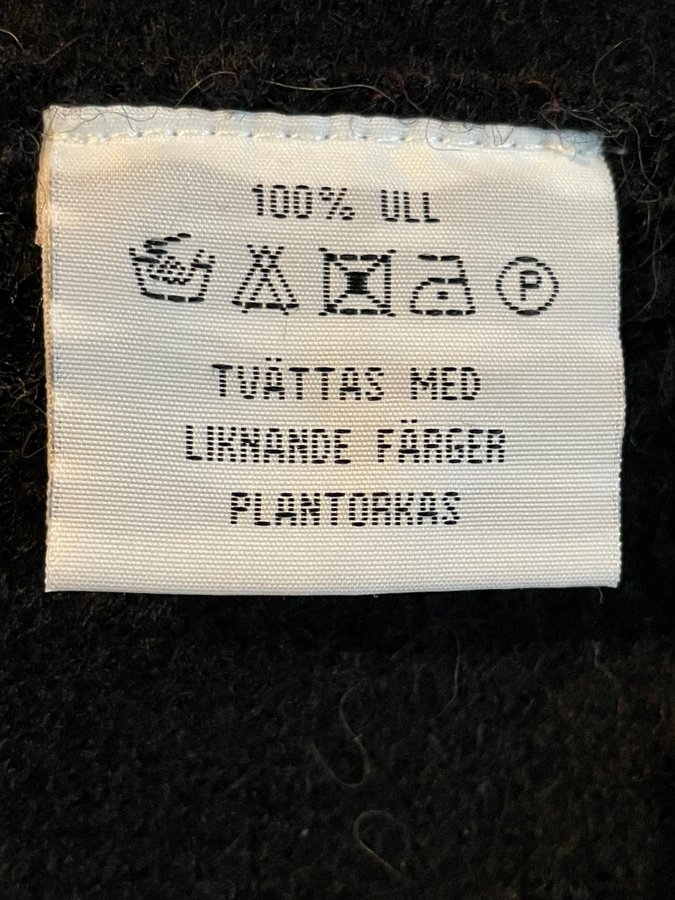 100% ULL
P
TVÄTTAS MED
LIKNANDE FÄRGER
PLANTORKAS